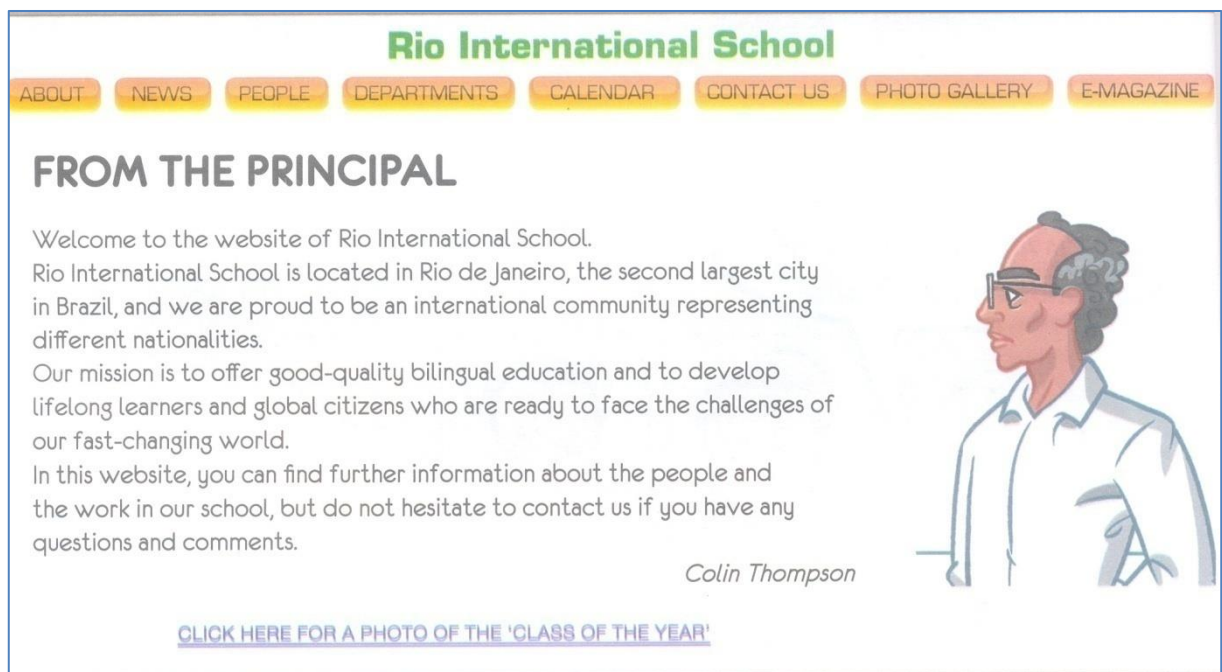 Rio International School
ABOUT NEWS PEOPLE DEPARTMENTS CALENDAR CONTACT US PHOTO GALLERY E-MAGAZINE
FROM THE PRINCIPAL
Welcome to the website of Rio International School.
Rio International School is located in Rio de Janeiro, the second largest city
in Brazil, and we are proud to be an international community representing
different nationalities.
Our mission is to offer good-quality bilingual education and to develop
lifelong learners and global citizens who are ready to face the challenges of
our fast-changing world.
In this website, you can find further information about the people and
the work in our school, but do not hesitate to contact us if you have any
questions and comments.
Colin Thompson
CLICK HERE FOR A PHOTO OF THE 'CLASS OF THE YEAR'